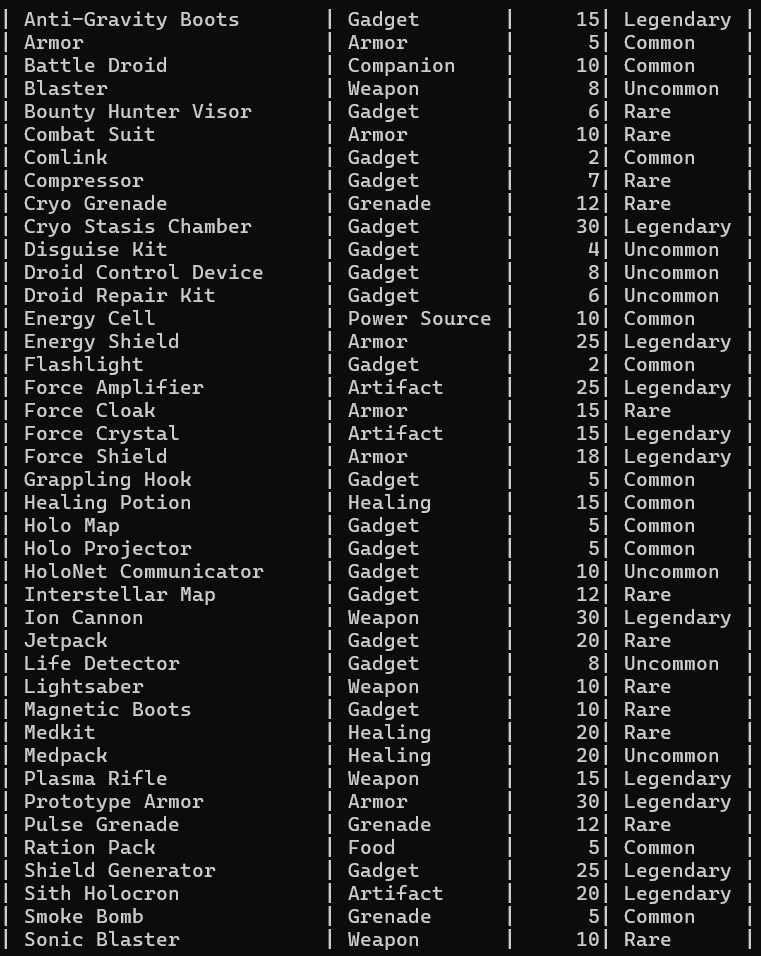 | Anti-Gravity Boots | Gadget | 15| Legendary |
| Armor | Armor | 5| Common |
| Battle Droid | Companion | 10| Common |
| Blaster | Weapon | 8| Uncommon |
| Bounty Hunter Visor | Gadget | 6| Rare |
| Combat Suit | Armor | 10| Rare |
| Comlink | Gadget | 2| Common |
| Compressor | Gadget | 7| Rare |
| Cryo Grenade | Grenade | 12| Rare |
| Cryo Stasis Chamber | Gadget | 30| Legendary |
| Disguise Kit | Gadget | 4| Uncommon |
| Droid Control Device | Gadget | 8| Uncommon |
| Droid Repair Kit | Gadget | 6| Uncommon |
| Energy Cell | Power Source | 10| Common |
| Energy Shield | Armor | 25| Legendary |
| Flashlight | Gadget | 2| Common |
| Force Amplifier | Artifact | 25| Legendary |
| Force Cloak | Armor | 15| Rare |
| Force Crystal | Artifact | 15| Legendary |
| Force Shield | Armor | 18| Legendary |
| Grappling Hook | Gadget | 5| Common |
| Healing Potion | Healing | 15| Common |
| Holo Map | Gadget | 5| Common |
| Holo Projector | Gadget | 5| Common |
| HoloNet Communicator | Gadget | 10| Uncommon |
| Interstellar Map | Gadget | 12| Rare |
| Ion Cannon | Weapon | 30| Legendary |
| Jetpack | Gadget | 20| Rare |
| Life Detector | Gadget | 8| Uncommon |
| Lightsaber | Weapon | 10| Rare |
| Magnetic Boots | Gadget | 10| Rare |
| Medkit | Healing | 20| Rare |
| Medpack | Healing | 20| Uncommon |
| Plasma Rifle | Weapon | 15| Legendary |
| Prototype Armor | Armor | 30| Legendary |
| Pulse Grenade | Grenade | 12| Rare |
| Ration Pack | Food | 5| Common |
| Shield Generator | Gadget | 25| Legendary |
| Sith Holocron | Artifact | 20| Legendary |
| Smoke Bomb | Grenade | 5| Common |
| Sonic Blaster | Weapon | 10| Rare |